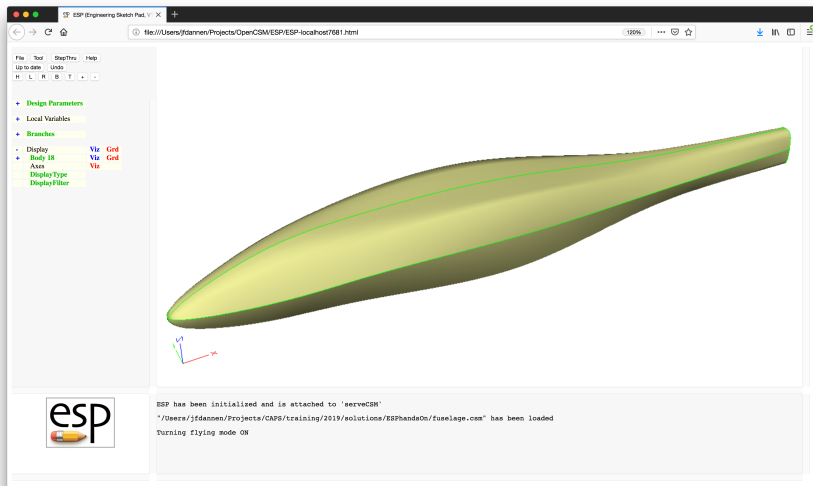 ESP (Engineering Sketch Pad, V
file:///Users/jfdannen/Projects/OpenCSM/ESP/ESP-localhost7681.html
120%
File Tool StepThru Help
Up to date Undo
H L R B T + -
+ Design Parameters
+ Local Variables
+ Branches
- Display Viz Grd
+ Body 18 Viz Grd
Axes Viz
DisplayType
DisplayFilter
x
esp
ESP has been initialized and is attached to 'serveCSM'
"/Users/jfdannen/Projects/CAPS/training/2019/solutions/ESPhandsOn/fuselage.csm" has been loaded
Turning flying mode ON